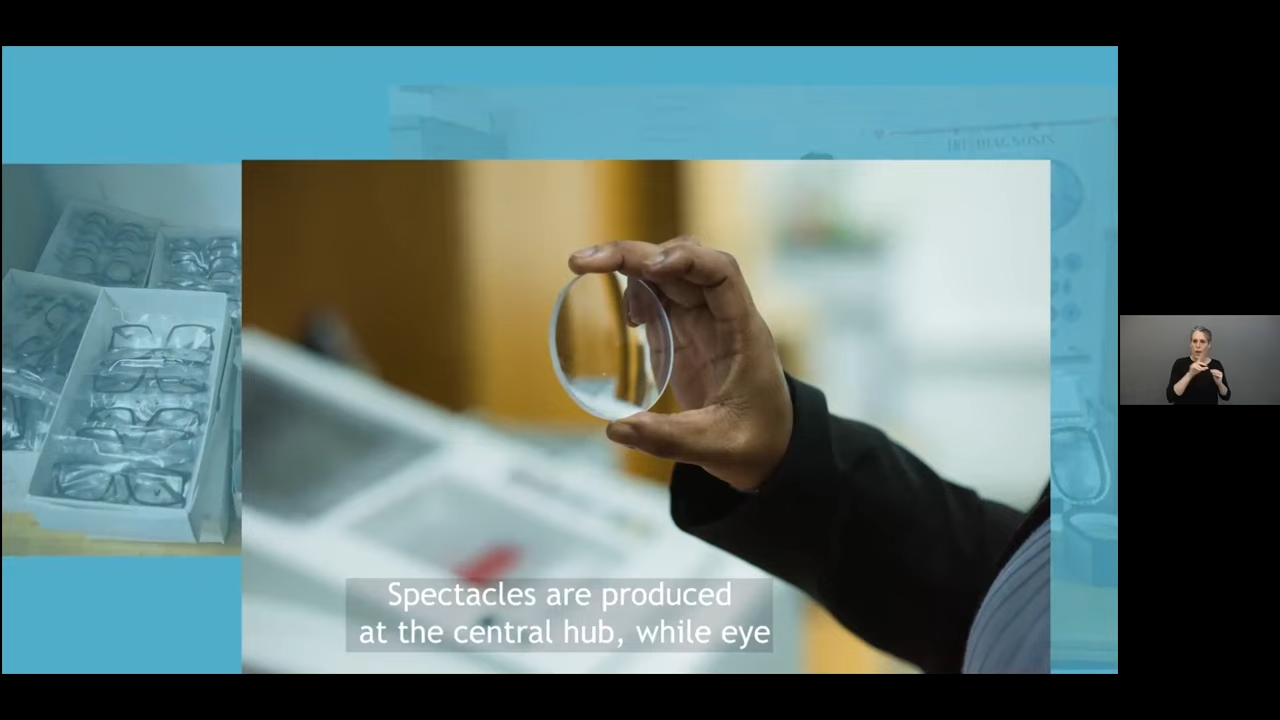 Spectacles are produced
at the central hub, while eye